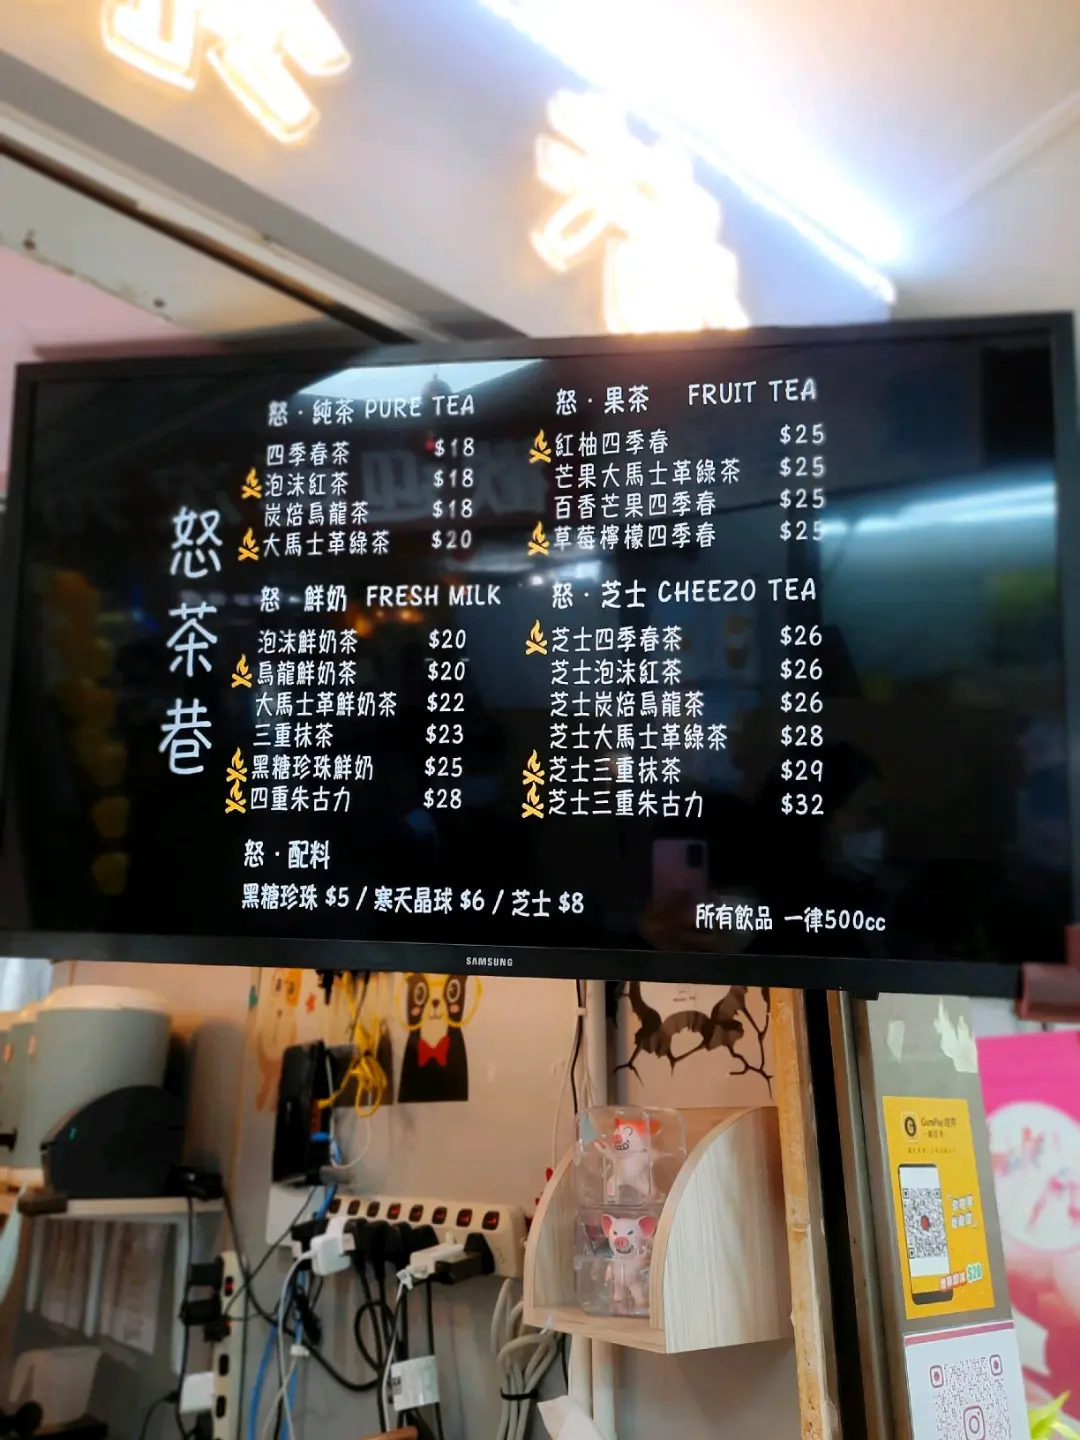 怒茶巷
怒·純茶 PURE TEA
四季春茶 $18
泡沫紅茶 $18
炭焙烏龍茶 $18
大馬士革綠茶 $20
怒·鮮奶 FRESH MILK
泡沫鮮奶茶 $20
烏龍鮮奶茶 $20
大馬士革鮮奶茶 $22
三重抹茶 $23
黑糖珍珠鮮奶 $25
四重朱古力 $28
怒·果茶 FRUIT TEA
紅柚四季春 $25
芒果大馬士革綠茶 $25
百香芒果四季春 $25
草莓檸檬四季春 $25
怒·芝士 CHEEZO TEA
芝士四季春茶 $26
芝士泡沫紅茶 $26
芝士炭焙烏龍茶 $26
芝士大馬士革綠茶 $28
芝士三重抹茶 $29
芝士三重朱古力 $32
怒·配料
黑糖珍珠 $5 / 寒天晶球 $6 / 芝士 $8
所有飲品 一律500cc
SAMSUNG
$20